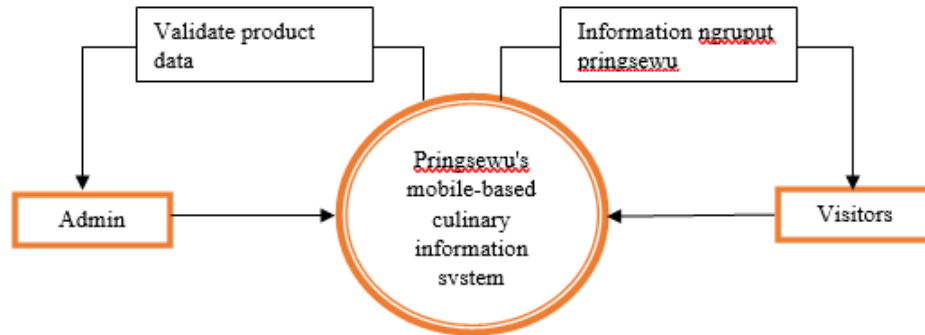 Validate product
data
Information ngruput
pringsewu
Pringsewu's
mobile-based
culinary
information
system
Admin
Visitors